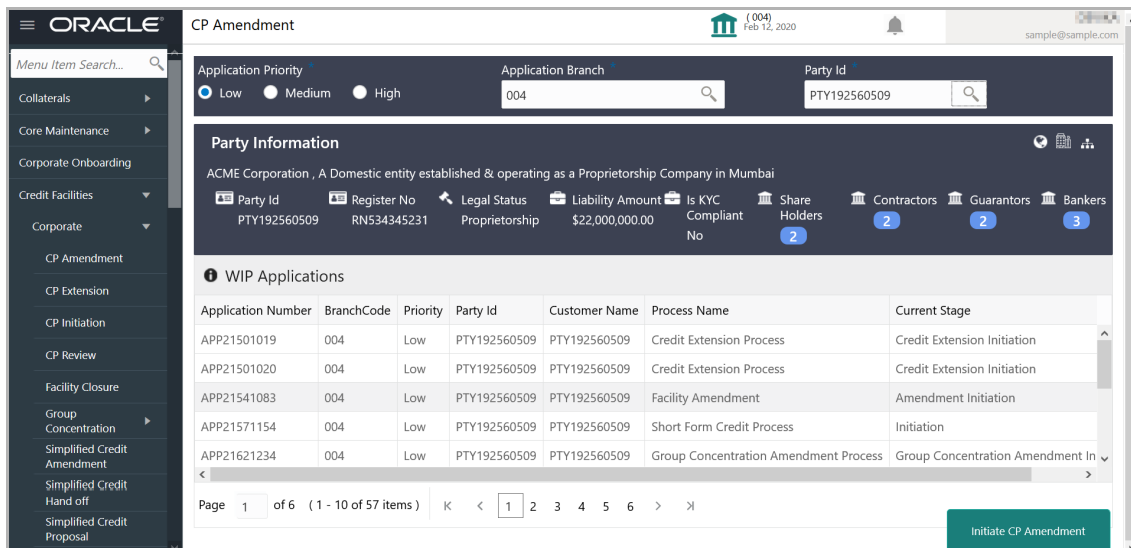 ORACLE
CP Amendment
( 004)
Feb 12, 2020
sample@sample.com
Menu Item Search...
Collaterals
Core Maintenance
Corporate Onboarding
Credit Facilities
Corporate
CP Amendment
CP Extension
CP Initiation
CP Review
Facility Closure
Group
Concentration
Simplified Credit
Amendment
Simplified Credit
Hand off
Simplified Credit
Proposal
Application Priority * Application Branch * Party Id *
Low Medium High 004 PTY192560509
Party Information
ACME Corporation , A Domestic entity established & operating as a Proprietorship Company in Mumbai
Party Id Register No Legal Status Liability Amount Is KYC Share Contractors Guarantors Bankers
PTY192560509 RN534345231 Proprietorship $22,000,000.00 Compliant Holders 2 2 3
No 2
WIP Applications
Application Number BranchCode Priority Party Id Customer Name Process Name Current Stage
APP21501019 004 Low PTY192560509 PTY192560509 Credit Extension Process Credit Extension Initiation
APP21501020 004 Low PTY192560509 PTY192560509 Credit Extension Process Credit Extension Initiation
APP21541083 004 Low PTY192560509 PTY192560509 Facility Amendment Amendment Initiation
APP21571154 004 Low PTY192560509 PTY192560509 Short Form Credit Process Initiation
APP21621234 004 Low PTY192560509 PTY192560509 Group Concentration Amendment Process Group Concentration Amendment In
Page 1 of 6 ( 1 - 10 of 57 items ) 1 2 3 4 5 6
Initiate CP Amendment